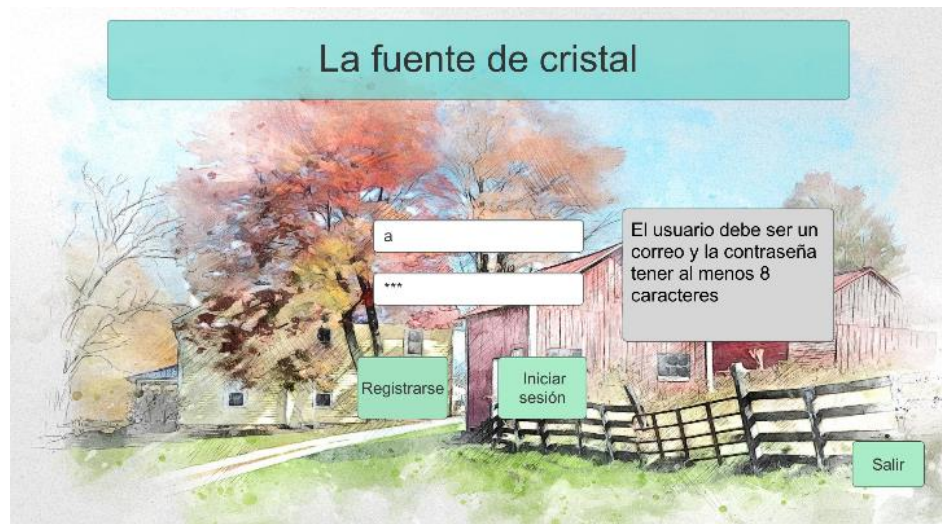 La fuente de cristal
a
***
El usuario debe ser un
correo y la contraseña
tener al menos 8
caracteres
Registrarse
Iniciar
sesión
Salir